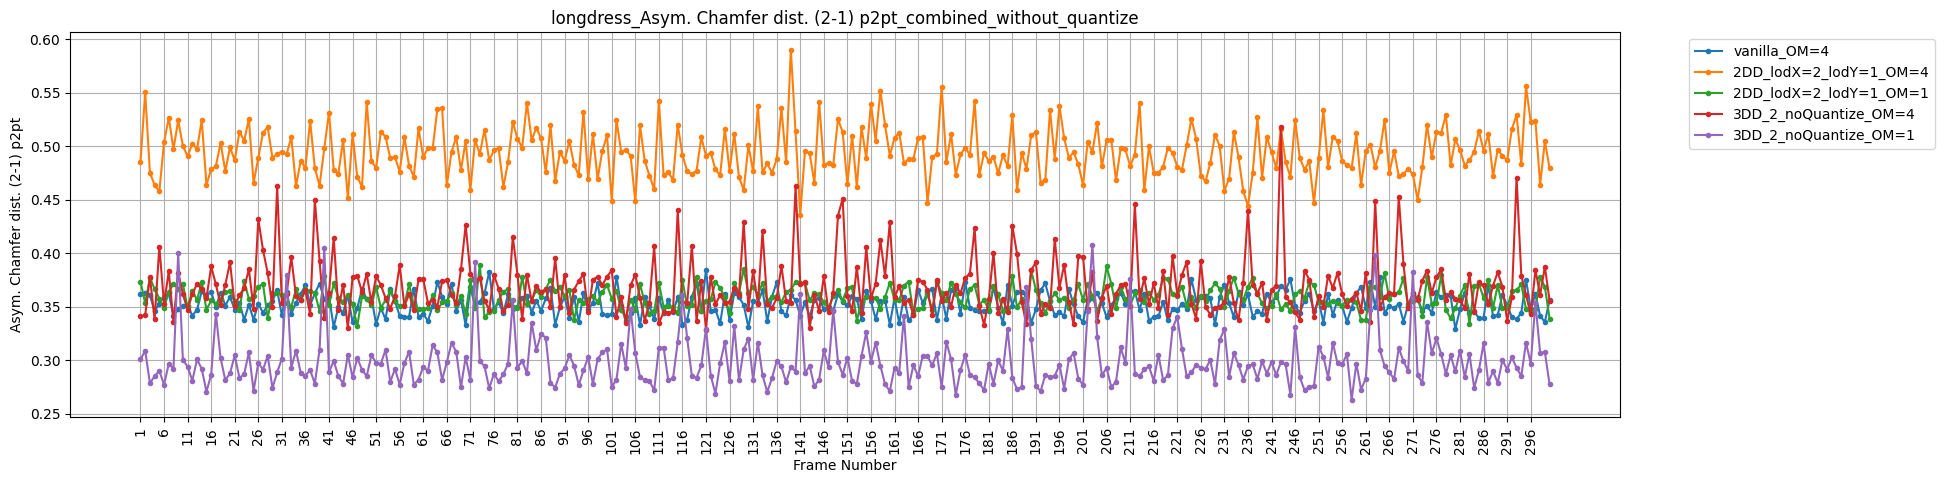 longdress_Asym. Chamfer dist. (2-1) p2pt_combined_without_quantize
Asym. Chamfer dist. (2-1) p2pt
0.60
0.55
0.50
0.45
0.40
0.35
0.30
0.25
1 6 11 16 21 26 31 36 41 46 51 56 61 66 71 76 81 86 91 96 101 106 111 116 121 126 131 136 141 146 151 156 161 166 171 176 181 186 191 196 201 206 211 216 221 226 231 236 241 246 251 256 261 266 271 276 281 286 291 296
Frame Number
vanilla_OM=4
2DD_lodX=2_lodY=1_OM=4
2DD_lodX=2_lodY=1_OM=1
3DD_2_noQuantize_OM=4
3DD_2_noQuantize_OM=1